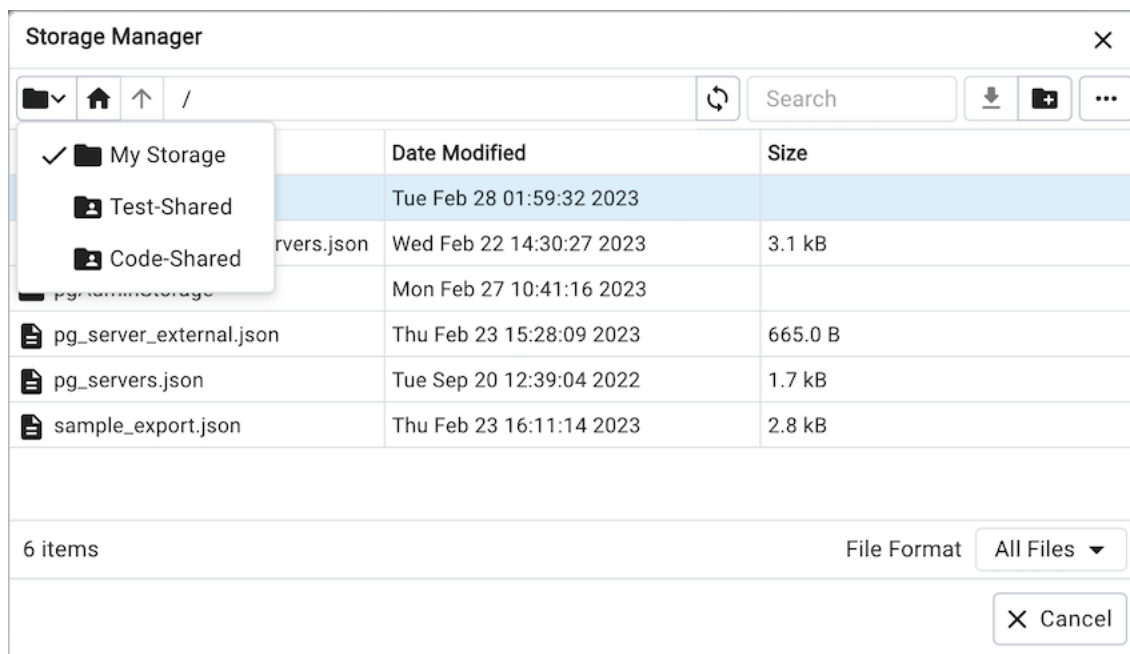 Storage Manager
/
Search
My Storage
Test-Shared
Code-Shared
Date Modified
Size
Tue Feb 28 01:59:32 2023
rvers.json
Wed Feb 22 14:30:27 2023
3.1 kB
pgAdminStorage
Mon Feb 27 10:41:16 2023
pg_server_external.json
Thu Feb 23 15:28:09 2023
665.0 B
pg_servers.json
Tue Sep 20 12:39:04 2022
1.7 kB
sample_export.json
Thu Feb 23 16:11:14 2023
2.8 kB
6 items
File Format
All Files
Cancel